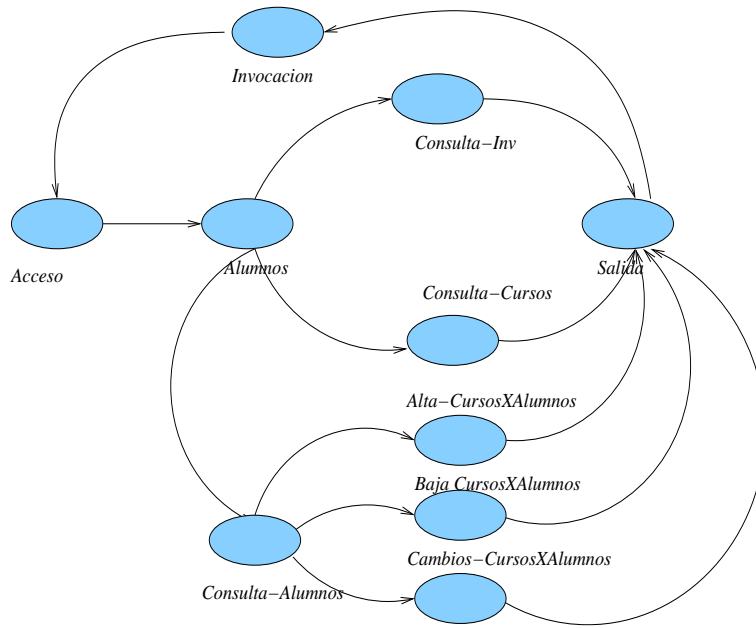 Invocacion
Consulta−Inv
Acceso
Alumnos
Salida
Consulta−Cursos
Alta−CursosXAlumnos
Baja CursosXAlumnos
Cambios−CursosXAlumnos
Consulta−Alumnos